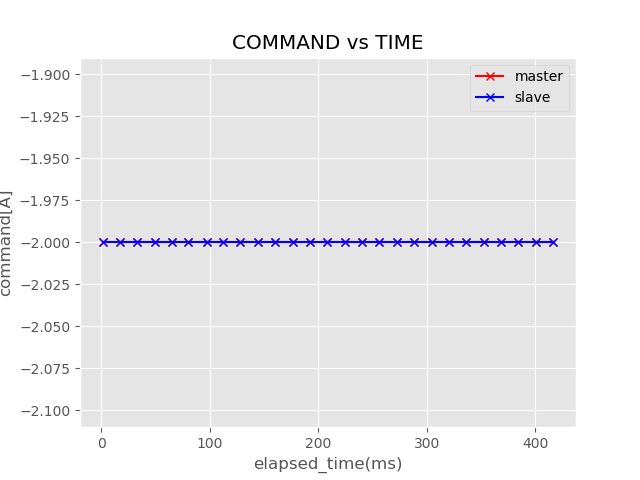 COMMAND vs TIME
master
slave
−1.900
−1.925
−1.950
−1.975
−2.000
−2.025
−2.050
−2.075
−2.100
command[A]
0 100 200 300 400
elapsed_time(ms)